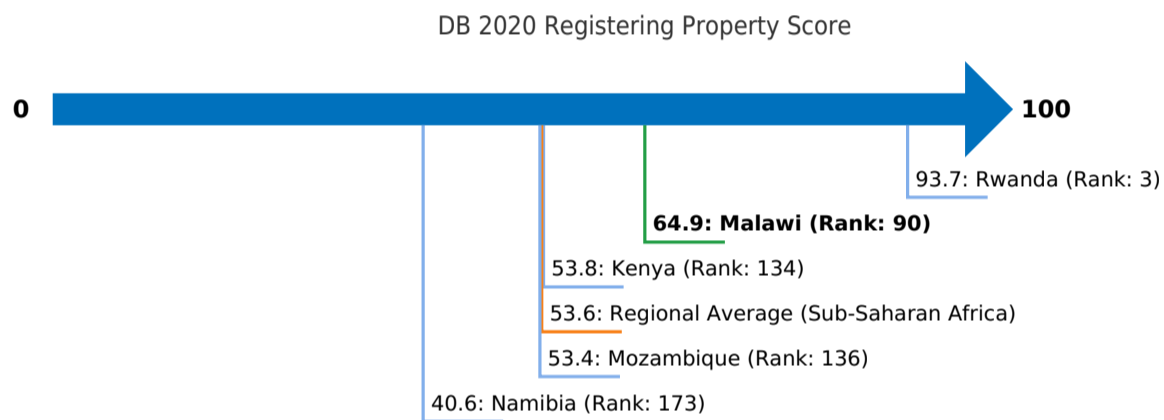 DB 2020 Registering Property Score
0
100
93.7: Rwanda (Rank: 3)
64.9: Malawi (Rank: 90)
53.8: Kenya (Rank: 134)
53.6: Regional Average (Sub-Saharan Africa)
53.4: Mozambique (Rank: 136)
40.6: Namibia (Rank: 173)